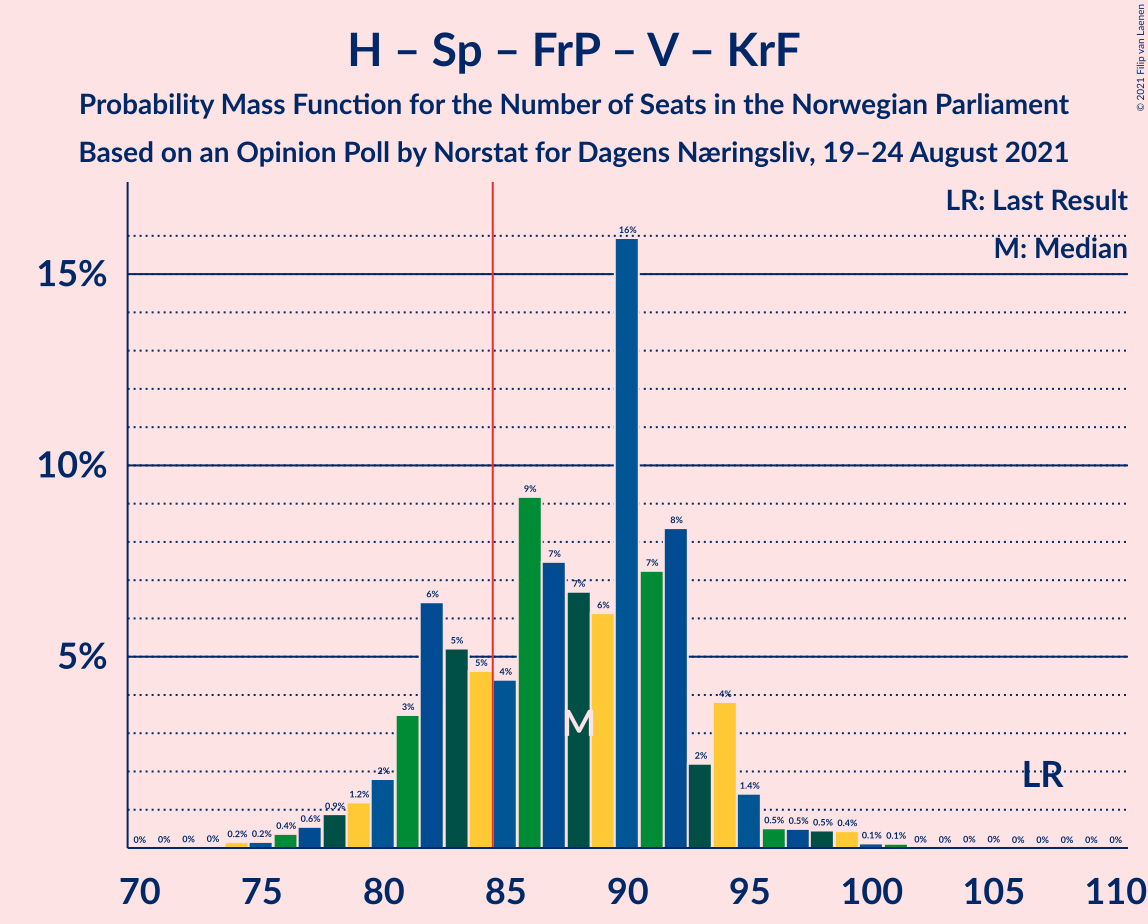 H – Sp – FrP – V – KrF
Probability Mass Function for the Number of Seats in the Norwegian Parliament
Based on an Opinion Poll by Norstat for Dagens Næringsliv, 19–24 August 2021
© 2021 Filip van Laenen
LR: Last Result
M: Median
15%
10%
5%
0% 0% 0% 0% 0.2% 0.2% 0.4% 0.6% 0.9% 1.2% 2% 3% 6% 5% 5% 4% 9% 7% 7% 6% 16% 7% 8% 2% 4% 1.4% 0.5% 0.5% 0.5% 0.4% 0.1% 0.1% 0% 0% 0% 0% 0% 0% 0% 0% 0%
M
LR
70 75 80 85 90 95 100 105 110